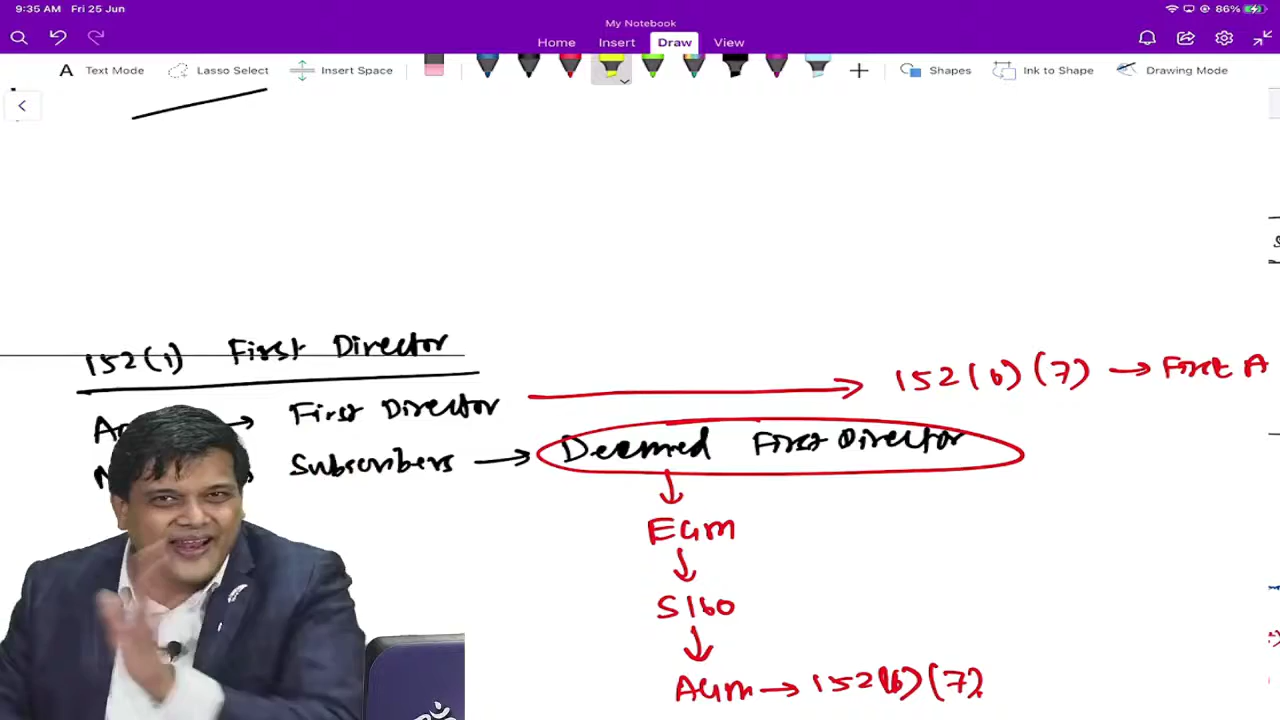 9:35 AM Fri 25 Jun
86%
My Notebook
Home Insert Draw View
Text Mode Lasso Select Insert Space Shapes Ink to Shape Drawing Mode
152(1) First Director
152(6)(7) → First A
→ First Director
Subscribers → Deemed First Director
↓
EGM
↓
S160
↓
AGM → 152(6)(7)